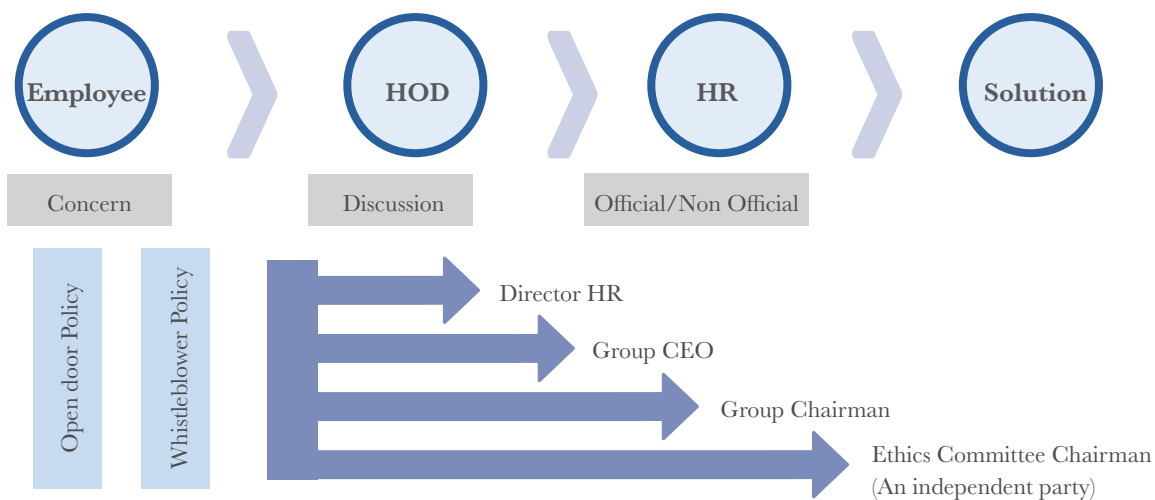 Employee
HOD
HR
Solution
Concern
Discussion
Official/Non Official
Open door Policy
Whistleblower Policy
Director HR
Group CEO
Group Chairman
Ethics Committee Chairman
(An independent party)